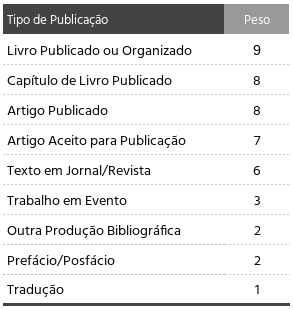 Tipo de Publicação Peso
Livro Publicado ou Organizado 9
Capítulo de Livro Publicado 8
Artigo Publicado 8
Artigo Aceito para Publicação 7
Texto em Jornal/Revista 6
Trabalho em Evento 3
Outra Produção Bibliográfica 2
Prefácio/Posfácio 2
Tradução 1